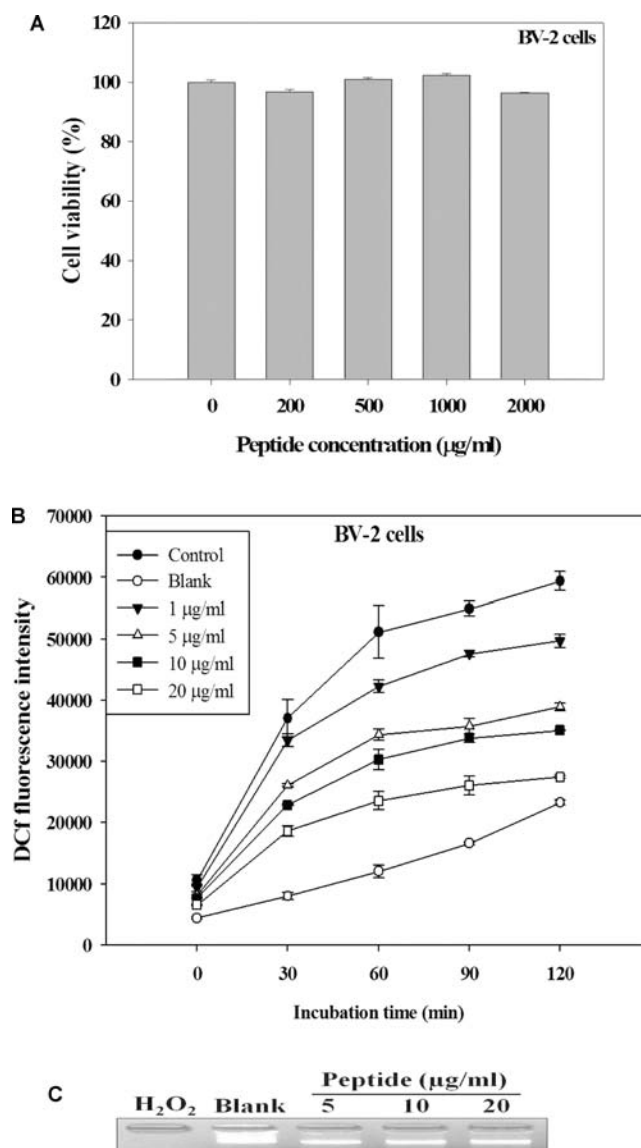 A
BV-2 cells
120
100
80
60
40
20
0
Cell viability (%)
0 200 500 1000 2000
Peptide concentration (μg/ml)
B
BV-2 cells
70000
60000
50000
40000
30000
20000
10000
0
DCf fluorescence intensity
Control
Blank
1 μg/ml
5 μg/ml
10 μg/ml
20 μg/ml
0 30 60 90 120
Incubation time (min)
C
Peptide (μg/ml)
H₂O₂ Blank 5 10 20